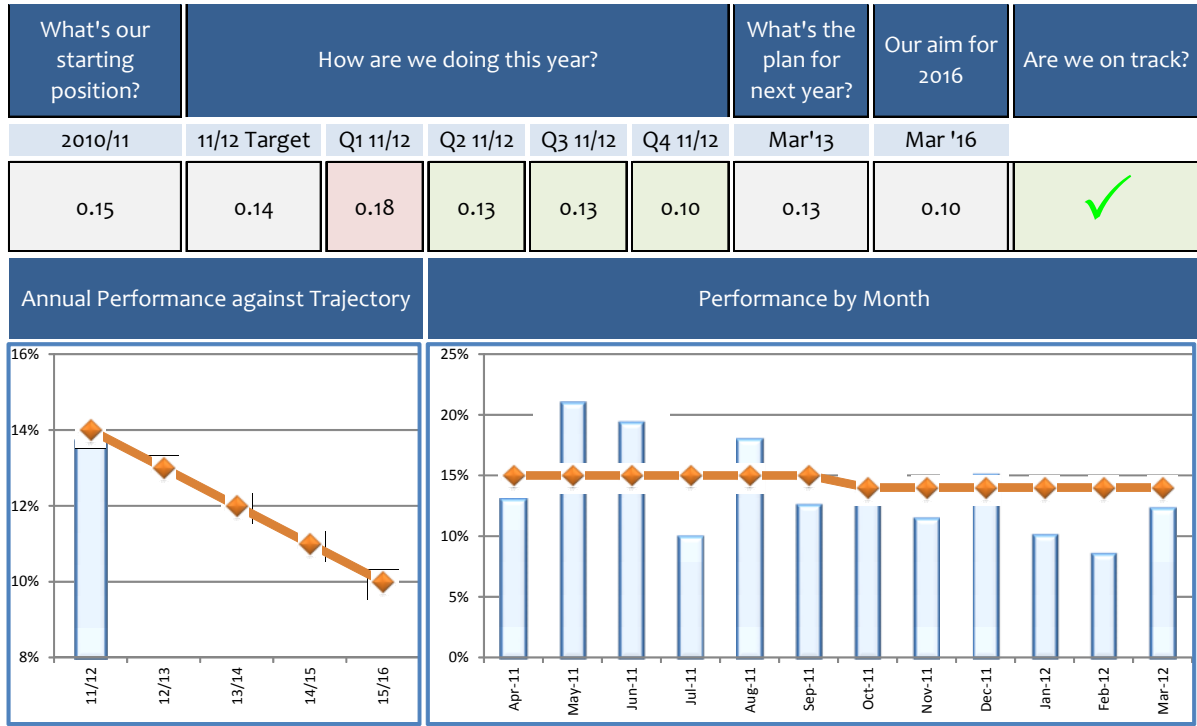 What's our
starting
position?
How are we doing this year?
What's the
plan for
next year?
Our aim for
2016
Are we on track?
2010/11
11/12 Target
Q1 11/12
Q2 11/12
Q3 11/12
Q4 11/12
Mar'13
Mar '16
0.15
0.14
0.18
0.13
0.13
0.10
0.13
0.10
Annual Performance against Trajectory
Performance by Month
16%
14%
12%
10%
8%
11/12
12/13
13/14
14/15
15/16
25%
20%
15%
10%
5%
0%
Apr-11
May-11
Jun-11
Jul-11
Aug-11
Sep-11
Oct-11
Nov-11
Dec-11
Jan-12
Feb-12
Mar-12